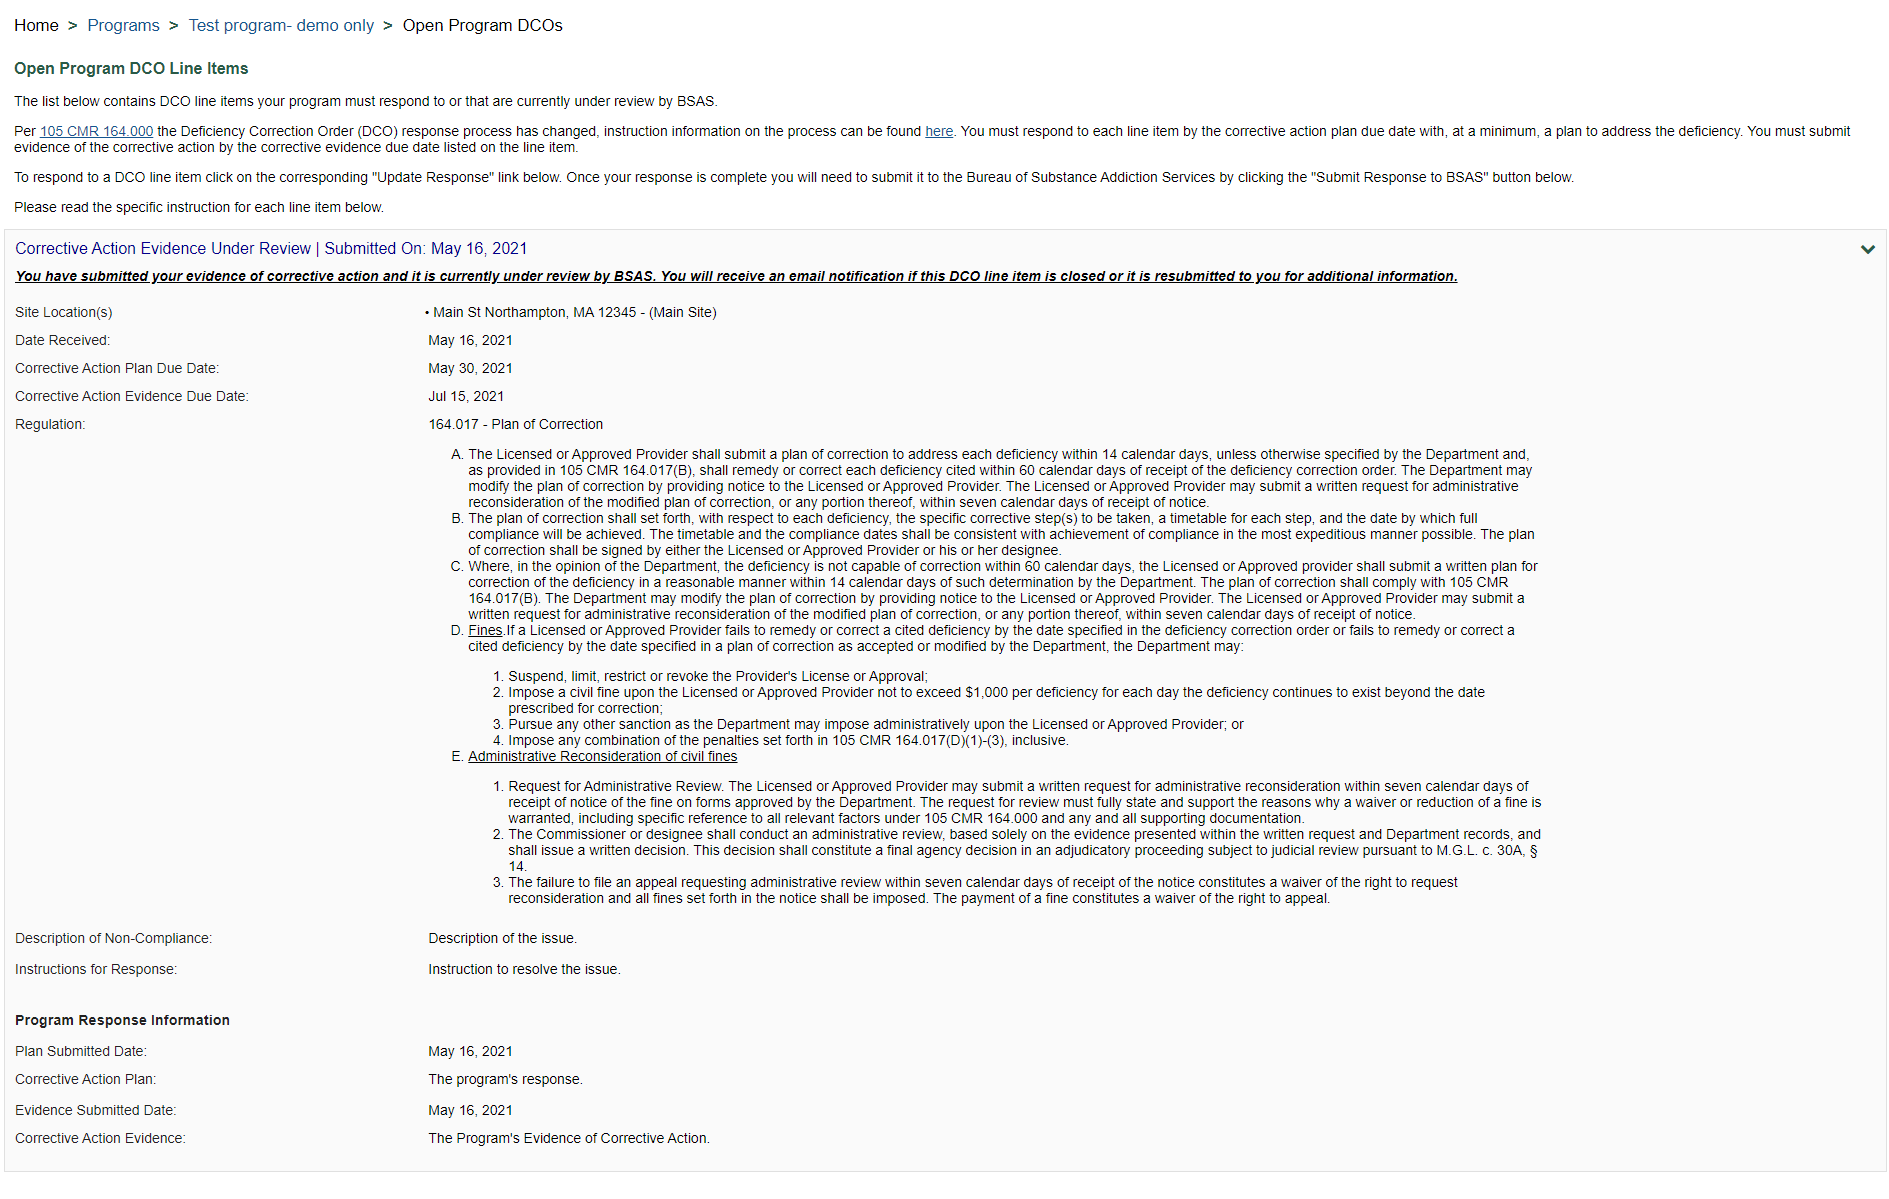 Home > Programs > Test program- demo only > Open Program DCOs
Open Program DCO Line Items
The list below contains DCO line items your program must respond to or that are currently under review by BSAS.
Per 105 CMR 164.000 the Deficiency Correction Order (DCO) response process has changed, instruction information on the process can be found here. You must respond to each line item by the corrective action plan due date with, at a minimum, a plan to address the deficiency. You must submit
evidence of the corrective action by the corrective evidence due date listed on the line item.
To respond to a DCO line item click on the corresponding "Update Response" link below. Once your response is complete you will need to submit it to the Bureau of Substance Addiction Services by clicking the "Submit Response to BSAS" button below.
Please read the specific instruction for each line item below.
Corrective Action Evidence Under Review | Submitted On: May 16, 2021
You have submitted your evidence of corrective action and it is currently under review by BSAS. You will receive an email notification if this DCO line item is closed or it is resubmitted to you for additional information.
Site Location(s) • Main St Northampton, MA 12345 - (Main Site)
Date Received: May 16, 2021
Corrective Action Plan Due Date: May 30, 2021
Corrective Action Evidence Due Date: Jul 15, 2021
Regulation: 164.017 - Plan of Correction
A. The Licensed or Approved Provider shall submit a plan of correction to address each deficiency within 14 calendar days, unless otherwise specified by the Department and,
as provided in 105 CMR 164.017(B), shall remedy or correct each deficiency cited within 60 calendar days of receipt of the deficiency correction order. The Department may
modify the plan of correction by providing notice to the Licensed or Approved Provider. The Licensed or Approved Provider may submit a written request for administrative
reconsideration of the modified plan of correction, or any portion thereof, within seven calendar days of receipt of notice.
B. The plan of correction shall set forth, with respect to each deficiency, the specific corrective step(s) to be taken, a timetable for each step, and the date by which full
compliance will be achieved. The timetable and the compliance dates shall be consistent with achievement of compliance in the most expeditious manner possible. The plan
of correction shall be signed by either the Licensed or Approved Provider or his or her designee.
C. Where, in the opinion of the Department, the deficiency is not capable of correction within 60 calendar days, the Licensed or Approved provider shall submit a written plan for
correction of the deficiency in a reasonable manner within 14 calendar days of such determination by the Department. The plan of correction shall comply with 105 CMR
164.017(B). The Department may modify the plan of correction by providing notice to the Licensed or Approved Provider. The Licensed or Approved Provider may submit a
written request for administrative reconsideration of the modified plan of correction, or any portion thereof, within seven calendar days of receipt of notice.
D. Fines.If a Licensed or Approved Provider fails to remedy or correct a cited deficiency by the date specified in the deficiency correction order or fails to remedy or correct a
cited deficiency by the date specified in a plan of correction as accepted or modified by the Department, the Department may:
1. Suspend, limit, restrict or revoke the Provider's License or Approval;
2. Impose a civil fine upon the Licensed or Approved Provider not to exceed $1,000 per deficiency for each day the deficiency continues to exist beyond the date
prescribed for correction;
3. Pursue any other sanction as the Department may impose administratively upon the Licensed or Approved Provider; or
4. Impose any combination of the penalties set forth in 105 CMR 164.017(D)(1)-(3), inclusive.
E. Administrative Reconsideration of civil fines
1. Request for Administrative Review. The Licensed or Approved Provider may submit a written request for administrative reconsideration within seven calendar days of
receipt of notice of the fine on forms approved by the Department. The request for review must fully state and support the reasons why a waiver or reduction of a fine is
warranted, including specific reference to all relevant factors under 105 CMR 164.000 and any and all supporting documentation.
2. The Commissioner or designee shall conduct an administrative review, based solely on the evidence presented within the written request and Department records, and
shall issue a written decision. This decision shall constitute a final agency decision in an adjudicatory proceeding subject to judicial review pursuant to M.G.L. c. 30A, §
14.
3. The failure to file an appeal requesting administrative review within seven calendar days of receipt of the notice constitutes a waiver of the right to request
reconsideration and all fines set forth in the notice shall be imposed. The payment of a fine constitutes a waiver of the right to appeal.
Description of Non-Compliance: Description of the issue.
Instructions for Response: Instruction to resolve the issue.
Program Response Information
Plan Submitted Date: May 16, 2021
Corrective Action Plan: The program's response.
Evidence Submitted Date: May 16, 2021
Corrective Action Evidence: The Program's Evidence of Corrective Action.